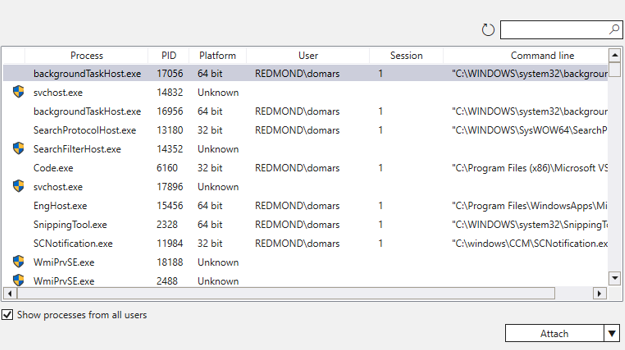 Process PID Platform User Session Command line
backgroundTaskHost.exe 17056 64 bit REDMOND\domars 1 "C:\WINDOWS\system32\backgroun
svchost.exe 14832 Unknown
backgroundTaskHost.exe 16956 64 bit REDMOND\domars 1 "C:\WINDOWS\system32\backgroun
SearchProtocolHost.exe 13180 32 bit REDMOND\domars 1 "C:\WINDOWS\SysWOW64\SearchP
SearchFilterHost.exe 14352 Unknown
Code.exe 6160 32 bit REDMOND\domars 1 "C:\Program Files (x86)\Microsoft VS
svchost.exe 17896 Unknown
EngHost.exe 15456 64 bit REDMOND\domars 1 "C:\Program Files\WindowsApps\Mi
SnippingTool.exe 2328 64 bit REDMOND\domars 1 "C:\WINDOWS\system32\SnippingTo
SCNotification.exe 11984 32 bit REDMOND\domars 1 "C:\windows\CCM\SCNotification.ex
WmiPrvSE.exe 18188 Unknown
WmiPrvSE.exe 2488 Unknown
Show processes from all users
Attach